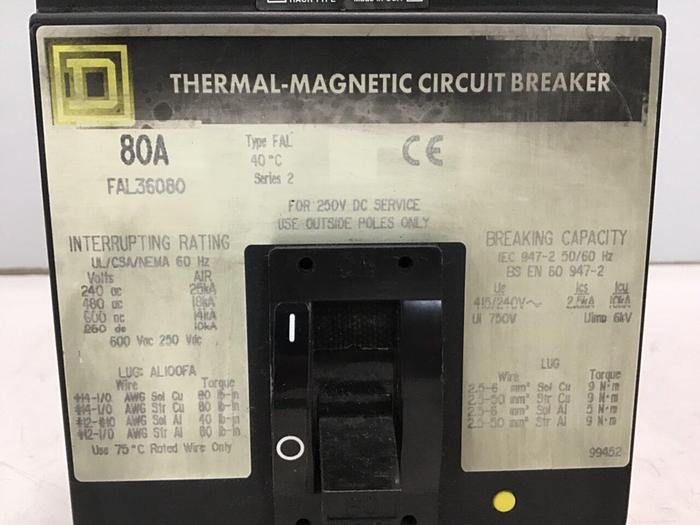 THERMAL-MAGNETIC CIRCUIT BREAKER
80A
FAL36080
Type FAL
40°C
Series 2
CE
FOR 250V DC SERVICE
USE OUTSIDE POLES ONLY
INTERRUPTING RATING
UL/CSA/NEMA 60 Hz
Volts AIR
240 ac 25kA
480 ac 18kA
600 ac 14kA
250 dc 10kA
600 Vac 250 Vdc
LUG: AL100FA
Wire Torque
#14-1/0 AWG Sol Cu 80 lb-in
#14-1/0 AWG Str Cu 80 lb-in
#12-#10 AWG Sol Al 40 lb-in
#12-1/0 AWG Str Al 80 lb-in
Use 75°C Rated Wire Only
I
O
BREAKING CAPACITY
IEC 947-2 50/60 Hz
BS EN 60 947-2
Ue Ics Icu
415/240V~ 2.5kA 10kA
Ui 750V Uimp 6kV
LUG
Wire Torque
2.5-6 mm² Sol Cu 9 N·m
2.5-50 mm² Str Cu 9 N·m
2.5-6 mm² Sol Al 5 N·m
2.5-50 mm² Str Al 9 N·m
99452